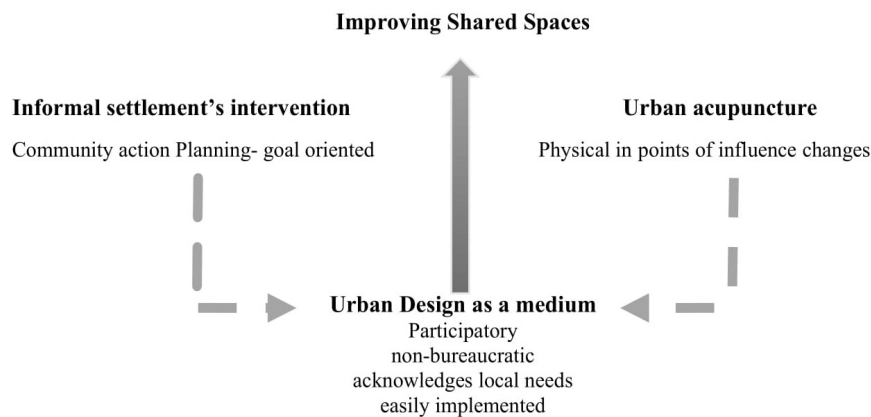 Improving Shared Spaces
Informal settlement’s intervention
Community action Planning- goal oriented
Urban acupuncture
Physical in points of influence changes
Urban Design as a medium
Participatory
non-bureaucratic
acknowledges local needs
easily implemented